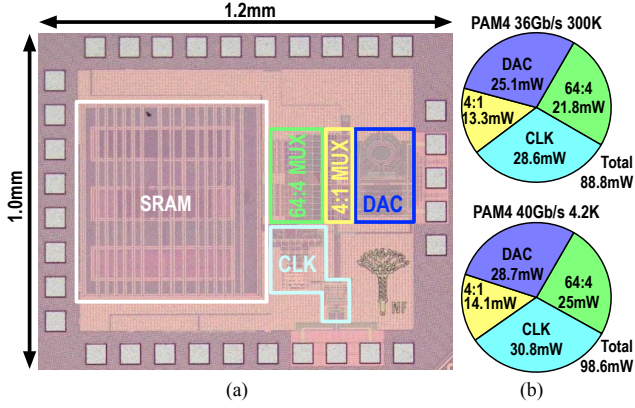 1.2mm
1.0mm
SRAM
64:4 MUX
4:1 MUX
DAC
CLK
NF
(a)
PAM4 36Gb/s 300K
DAC
25.1mW
64:4
21.8mW
4:1
13.3mW
CLK
28.6mW
Total
88.8mW
PAM4 40Gb/s 4.2K
DAC
28.7mW
64:4
25mW
4:1
14.1mW
CLK
30.8mW
Total
98.6mW
(b)